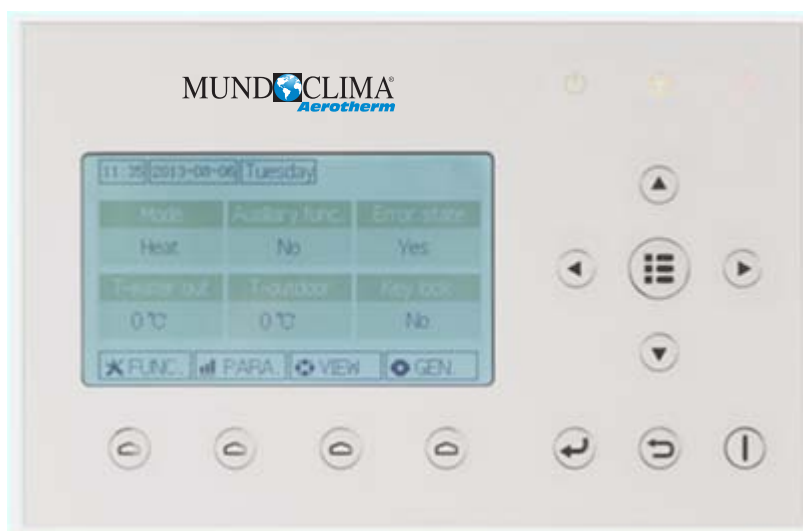 MUNDOCLIMA®
Aerotherm
11:35 2013-08-06 Tuesday
Mode Auxiliary func. Error state
Heat No Yes
T-water out T-outdoor Key lock
0℃ 0℃ No
FUNC. PARA. VIEW GEN.